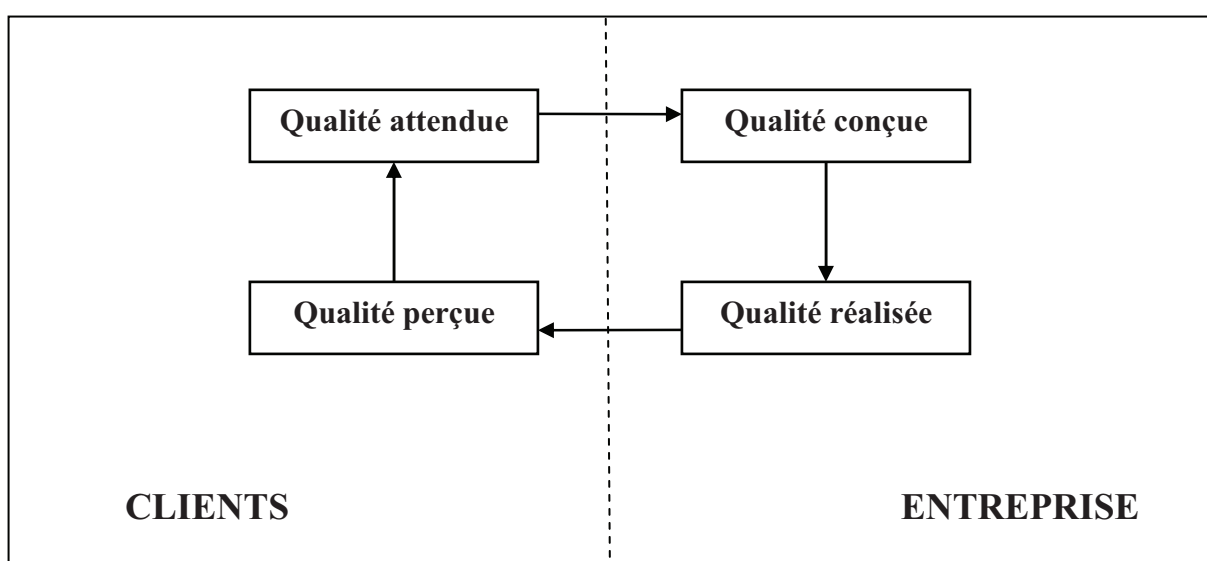 Qualité attendue
Qualité conçue
Qualité perçue
Qualité réalisée
CLIENTS
ENTREPRISE